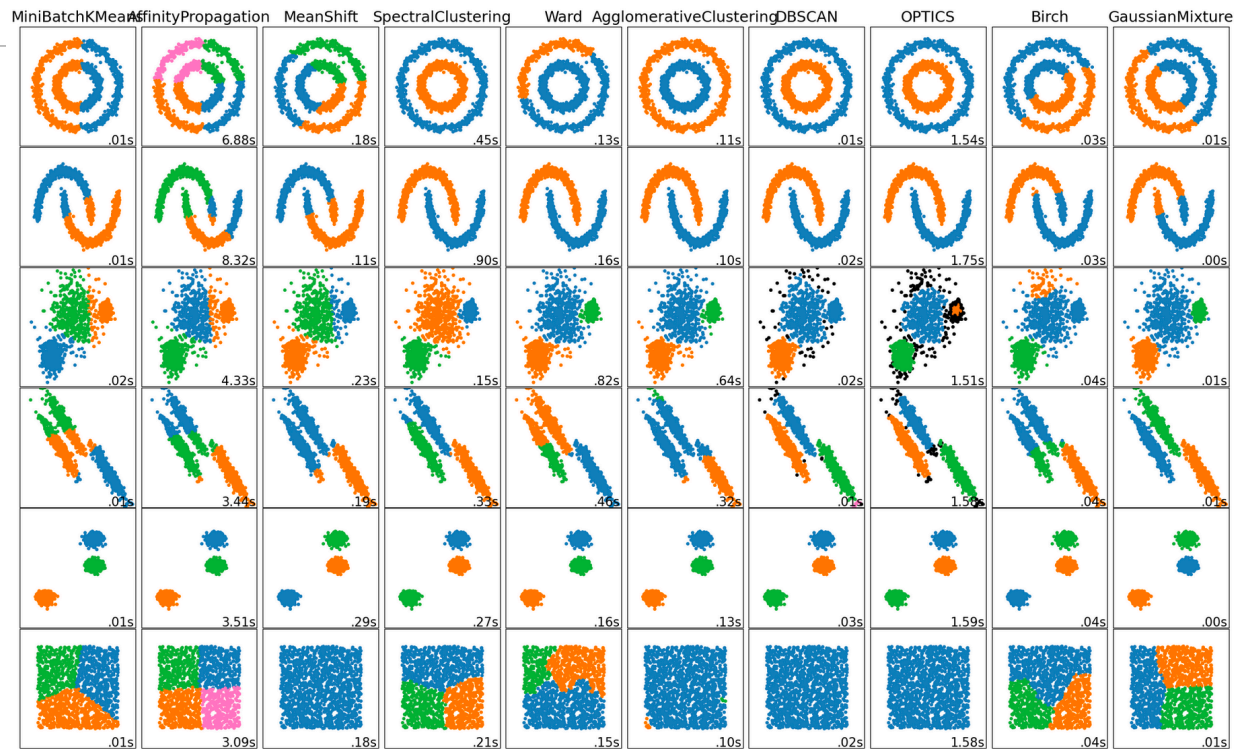 MiniBatchKMeans AffinityPropagation MeanShift SpectralClustering Ward AgglomerativeClustering DBSCAN OPTICS Birch GaussianMixture
.01s 6.88s .18s .45s .13s .11s .01s 1.54s .03s .01s
.01s 8.32s .11s .90s .16s .10s .02s 1.75s .03s .00s
.02s 4.33s .23s .15s .82s .64s .02s 1.51s .04s .01s
.01s 3.44s .19s .33s .46s .32s .01s 1.58s .04s .01s
.01s 3.51s .29s .27s .16s .13s .03s 1.59s .04s .00s
.01s 3.09s .18s .21s .15s .10s .02s 1.58s .04s .01s